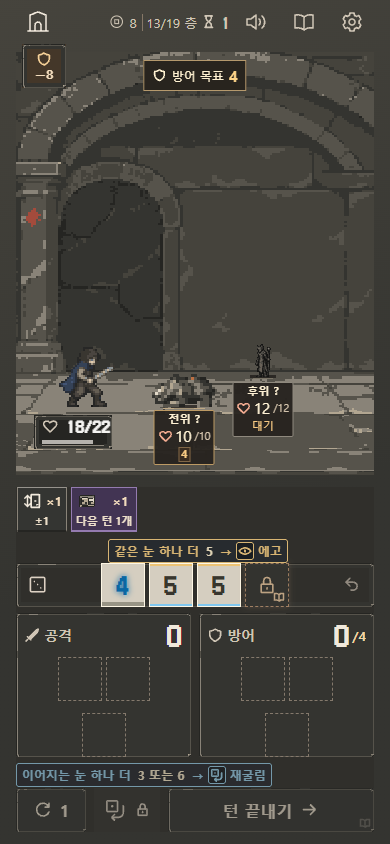 8 13/19 층 1
-8
방어 목표 4
후위 ?
12/12
대기
18/22
전위 ?
10/10
4
×1
±1
×1
다음 턴 1개
같은 눈 하나 더 5 → 예고
4 5 5
공격 0
방어 0/4
이어지는 눈 하나 더 3 또는 6 → 재굴림
1
턴 끝내기 →